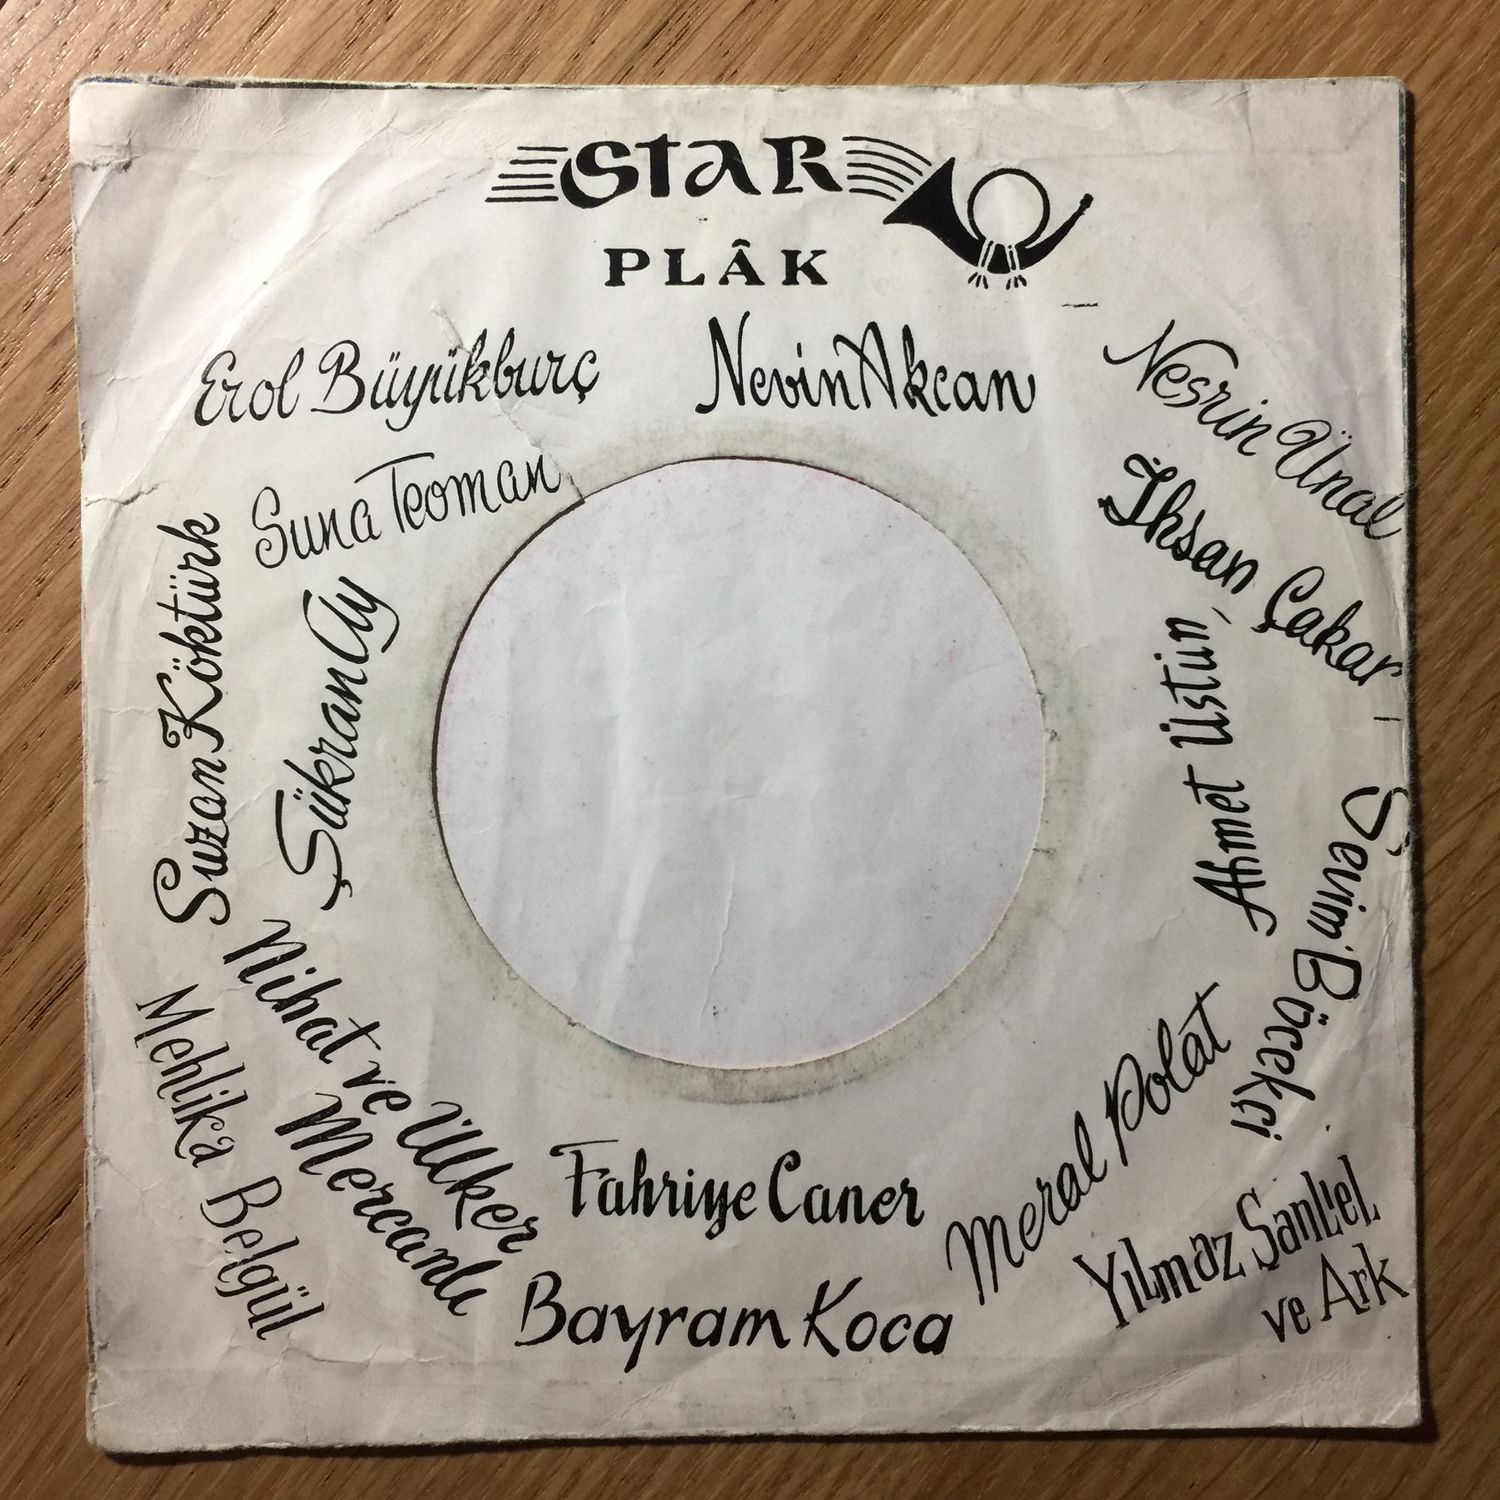 STAR
PLÂK
Erol Büyükburç
Nevin Akcan
Nesrin Ünal
Suna Teoman
İhsan Çakar
Suzan Köktürk
Şükran Ay
Ahmet Üstün
Sevim Böcekçi
Nihat ve Ülker
Mercanlı
Mehlika Belgül
Meral Polat
Fahriye Caner
Yılmaz Şanlıel
ve Ark
Bayram Koca